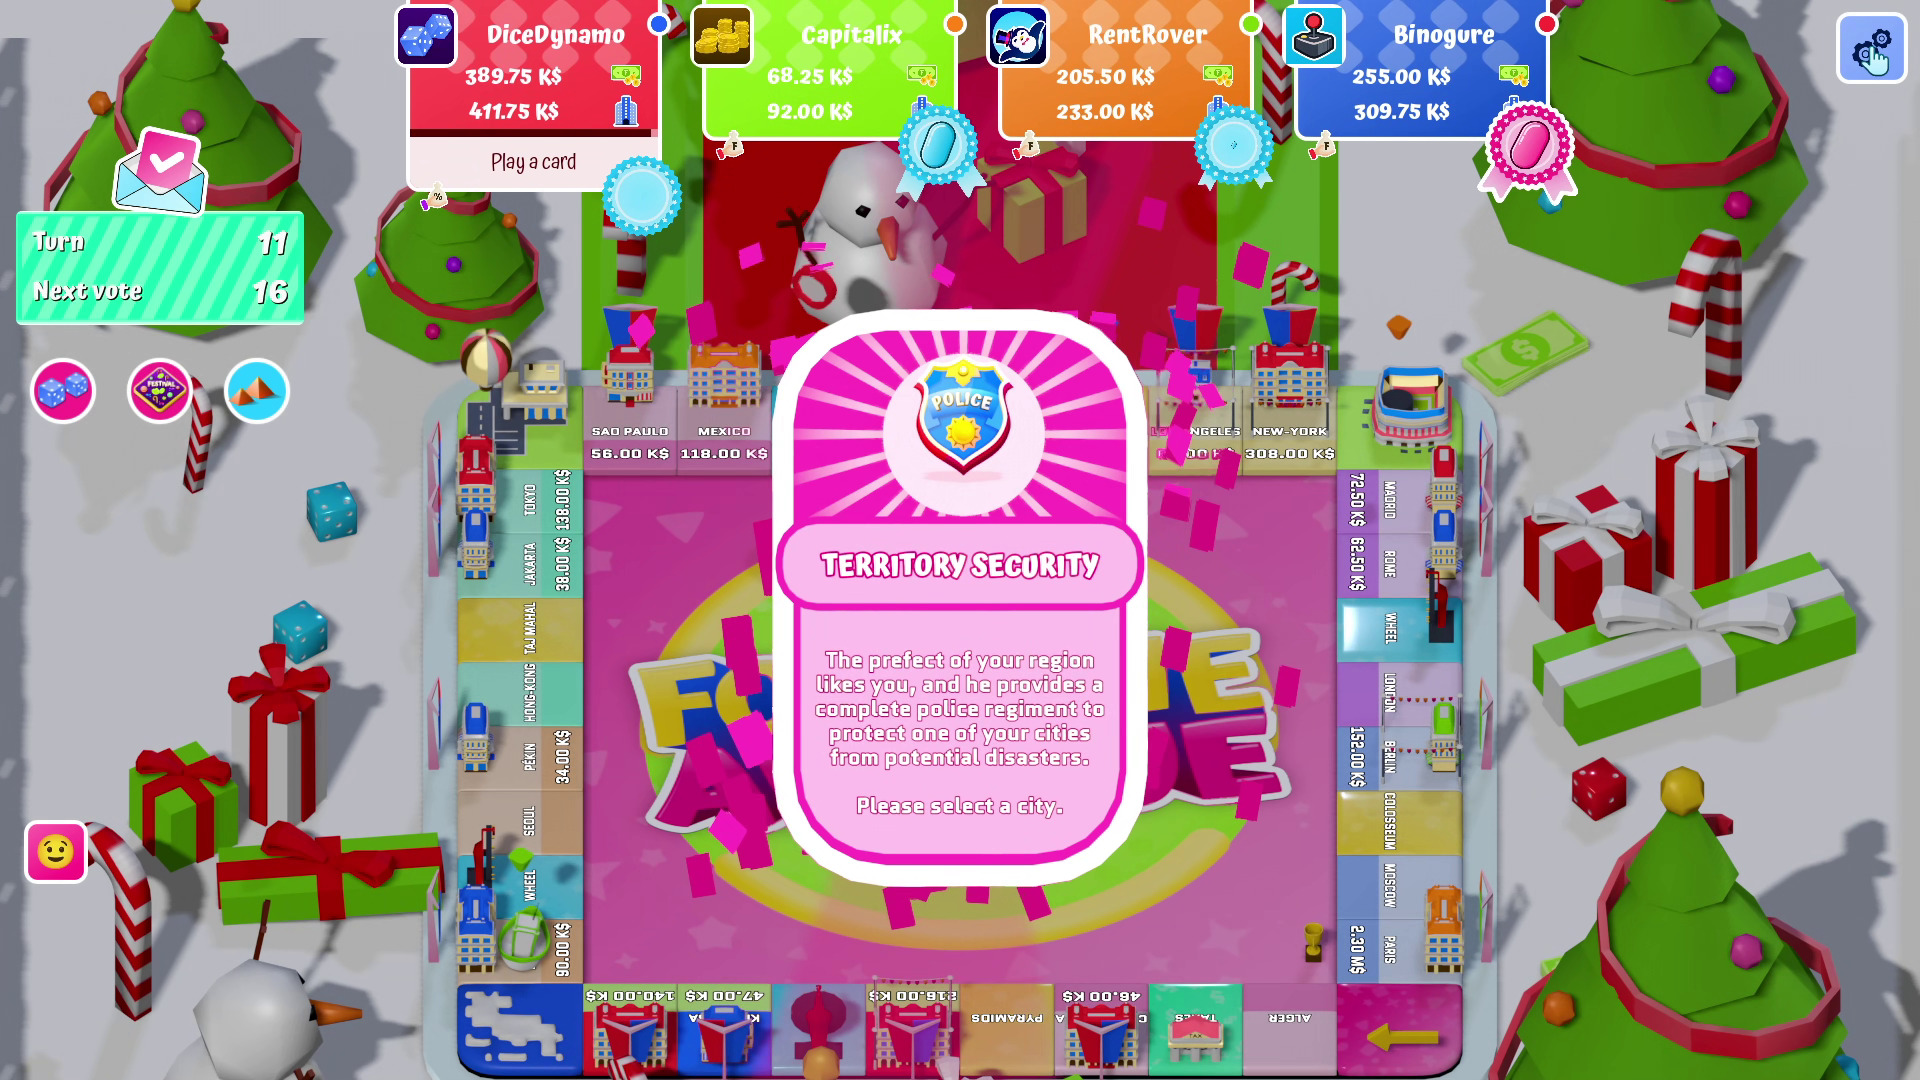 DiceDynamo
389.75 K$
411.75 K$
Play a card
Capitalix
68.25 K$
92.00 K$
RentRover
205.50 K$
233.00 K$
Binogure
255.00 K$
309.75 K$
Turn 11
Next vote 16
FESTIVAL
POLICE
TERRITORY SECURITY
The prefect of your region
likes you, and he provides a
complete police regiment to
protect one of your cities
from potential disasters.
Please select a city.
SAO PAULO
56.00 K$
MEXICO
118.00 K$
NEW-YORK
308.00 K$
TOKYO
138.00 K$
JAKARTA
38.00 K$
TAJ MAHAL
HONG-KONG
PÉKIN
34.00 K$
SEOUL
WHEEL
90.00 K$
MADRID
72.50 K$
ROME
62.50 K$
WHEEL
BERLIN
152.00 K$
COLOSSEUM
MOSCOW
PARIS
2.30 M$
140.00 K$
47.00 K$
216.00 K$
PYRAMIDS
46.00 K$
TAX
ALGER